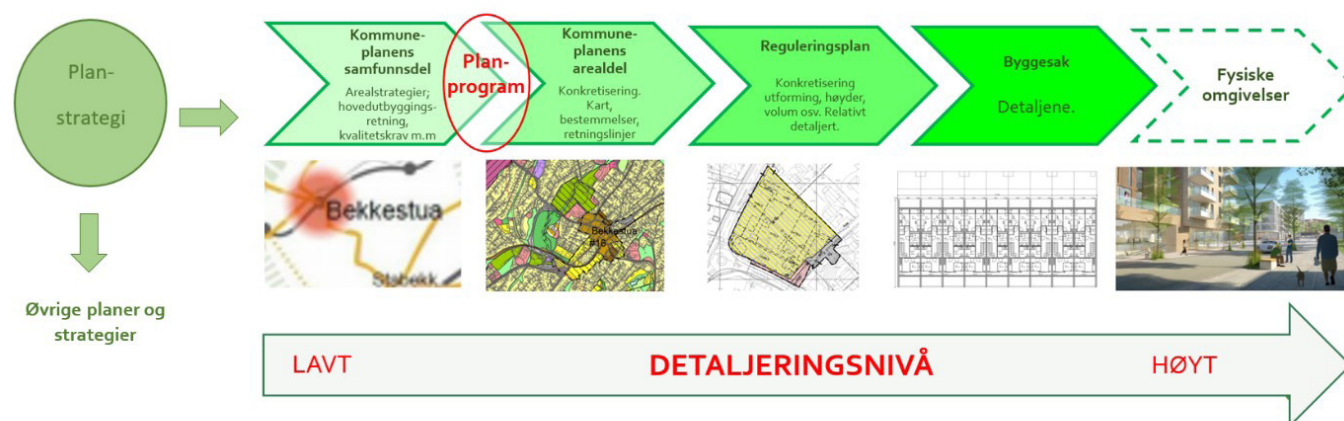 Plan-
strategi
Øvrige planer og
strategier
Kommune-
planens
samfunnsdel
Arealstrategier;
hovedutbyggings-
retning,
kvalitetskrav m.m
Plan-
program
Kommune-
planens
arealdel
Konkretisering.
Kart,
bestemmelser,
retningslinjer
Reguleringsplan
Konkretisering
utforming, høyder,
volum osv. Relativt
detaljert.
Byggesak
Detaljene.
Fysiske
omgivelser
Bekkestua
Stabekk
Bekkestua
#16
LAVT
DETALJERINGSNIVÅ
HØYT